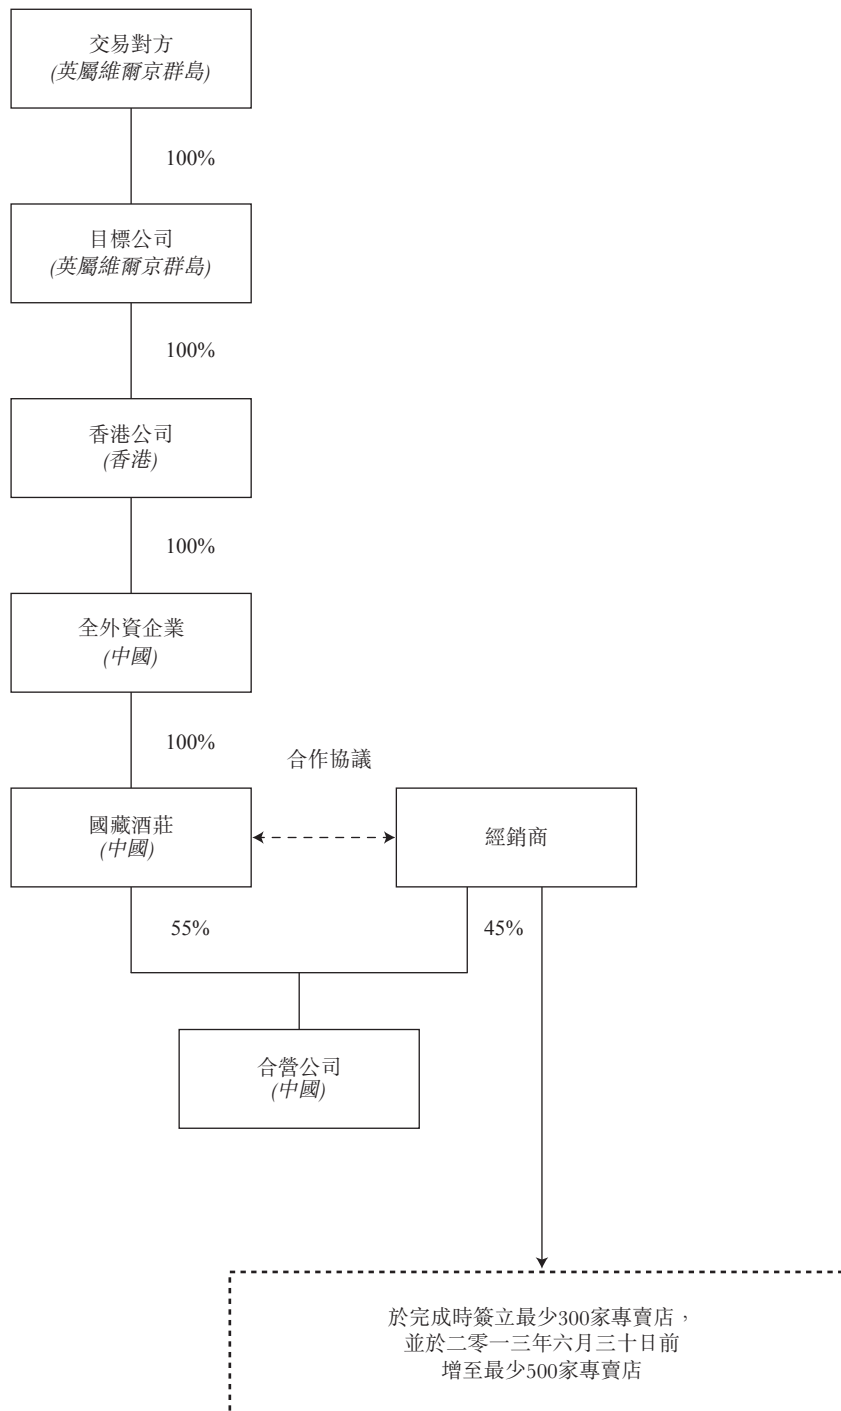 交易對方
(英屬維爾京群島)
100%
目標公司
(英屬維爾京群島)
100%
香港公司
(香港)
100%
全外資企業
(中國)
100%
合作協議
國藏酒莊
(中國)
經銷商
55%
45%
合營公司
(中國)
於完成時簽立最少300家專賣店，
並於二零一三年六月三十日前
增至最少500家專賣店